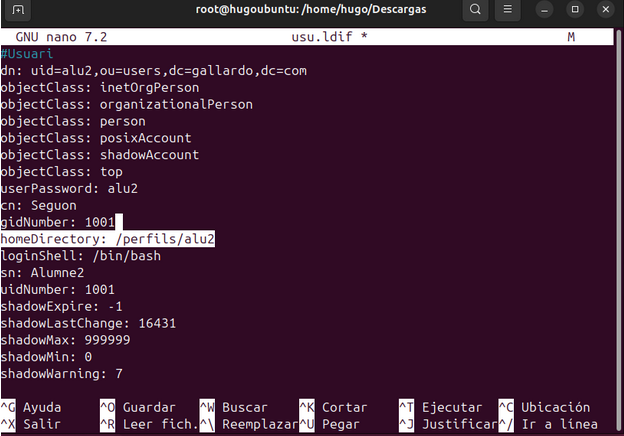 root@hugoubuntu: /home/hugo/Descargas
GNU nano 7.2 usu.ldif * M
#Usuari
dn: uid=alu2,ou=users,dc=gallardo,dc=com
objectClass: inetOrgPerson
objectClass: organizationalPerson
objectClass: person
objectClass: posixAccount
objectClass: shadowAccount
objectClass: top
userPassword: alu2
cn: Seguon
gidNumber: 1001
homeDirectory: /perfils/alu2
loginShell: /bin/bash
sn: Alumne2
uidNumber: 1001
shadowExpire: -1
shadowLastChange: 16431
shadowMax: 999999
shadowMin: 0
shadowWarning: 7
^G Ayuda ^O Guardar ^W Buscar ^K Cortar ^T Ejecutar ^C Ubicación
^X Salir ^R Leer fich. ^\ Reemplazar ^U Pegar ^J Justificar ^/ Ir a línea